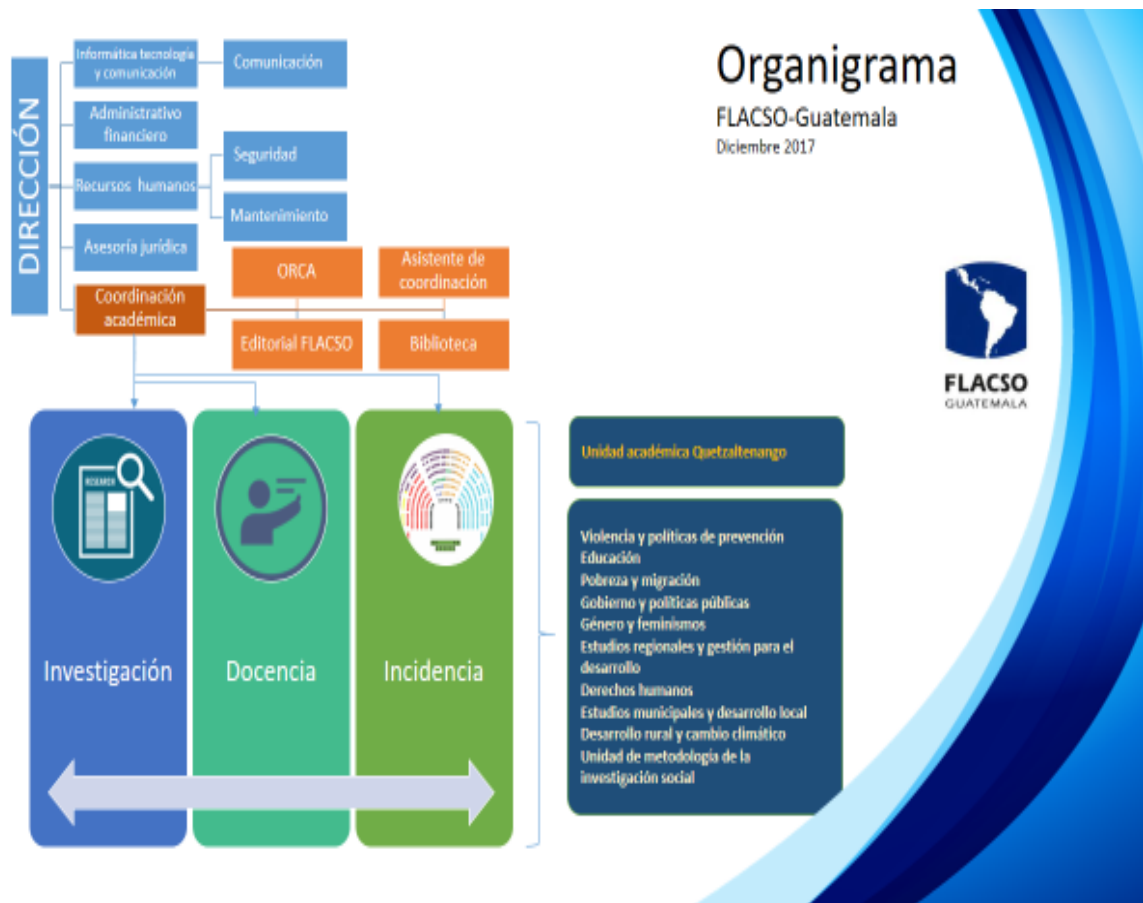 Organigrama
FLACSO-Guatemala
Diciembre 2017
DIRECCIÓN
Informática tecnología
y comunicación
Comunicación
Administrativo
financiero
Recursos humanos
Seguridad
Mantenimiento
Asesoría jurídica
Coordinación
académica
ORCA
Asistente de
coordinación
Editorial FLACSO
Biblioteca
FLACSO
GUATEMALA
RESEARCH
Investigación
Docencia
Incidencia
Unidad académica Quetzaltenango
Violencia y políticas de prevención
Educación
Pobreza y migración
Gobierno y políticas públicas
Género y feminismos
Estudios regionales y gestión para el
desarrollo
Derechos humanos
Estudios municipales y desarrollo local
Desarrollo rural y cambio climático
Unidad de metodología de la
investigación social